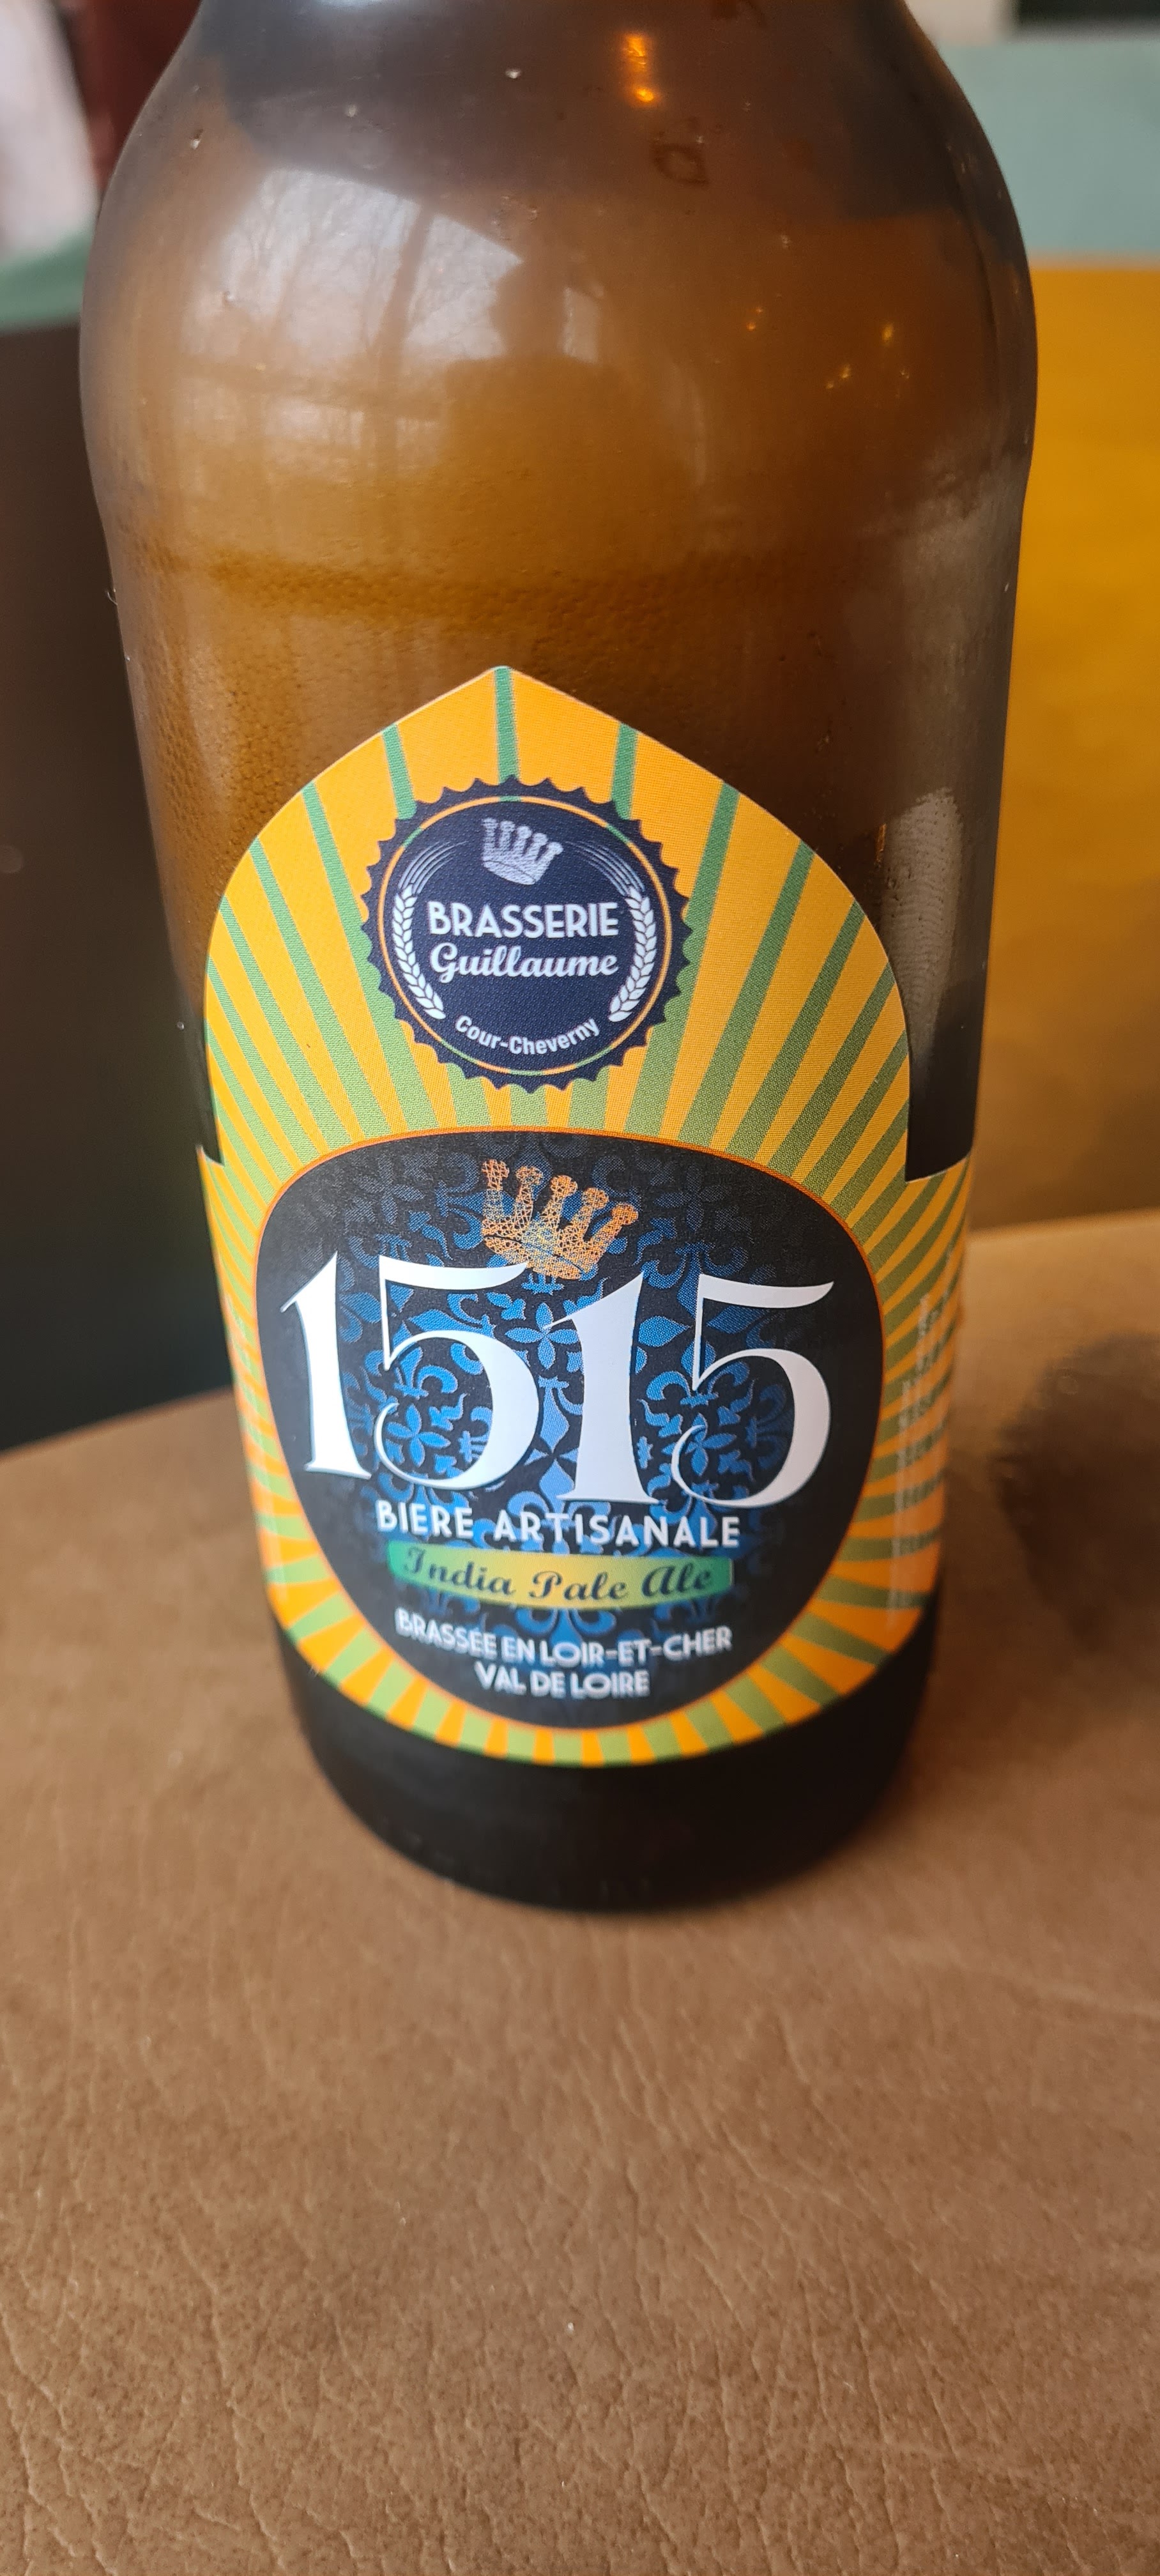 BRASSERIE
Guillaume
Cour-Cheverny
1515
BIERE ARTISANALE
India Pale Ale
BRASSÉE EN LOIR-ET-CHER
VAL DE LOIRE